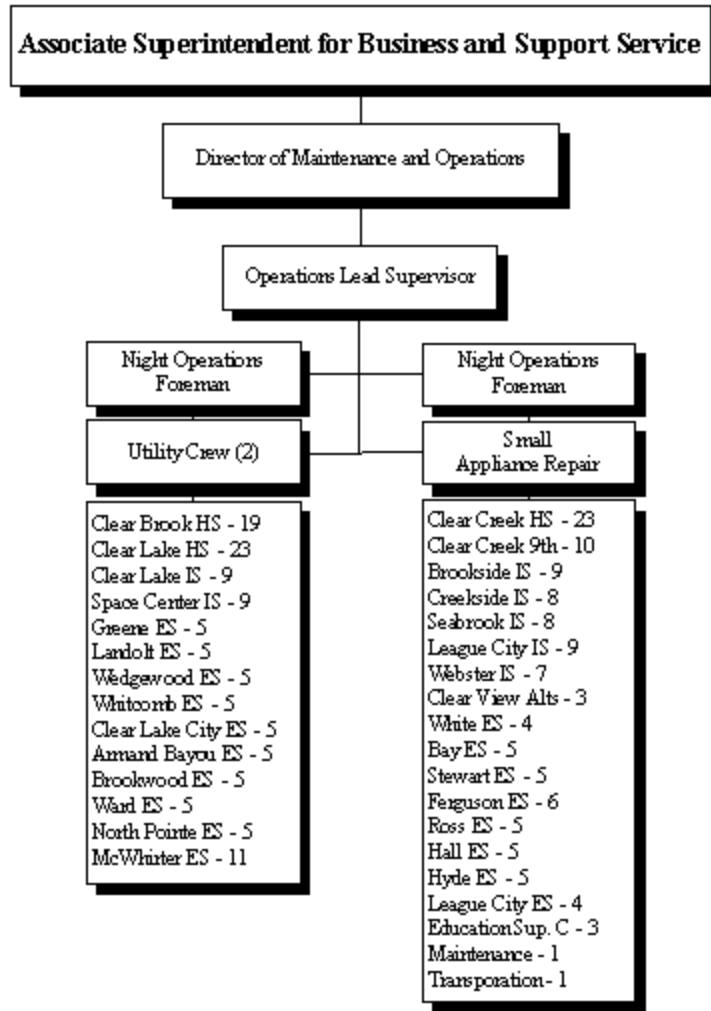 Associate Superintendent for Business and Support Service
Director of Maintenance and Operations
Operations Lead Supervisor
Night Operations
Foreman
Utility Crew (2)
Clear Brook HS - 19
Clear Lake HS - 23
Clear Lake IS - 9
Space Center IS - 9
Greene ES - 5
Landolt ES - 5
Wedgewood ES - 5
Whitcomb ES - 5
Clear Lake City ES - 5
Armand Bayou ES - 5
Brookwood ES - 5
Ward ES - 5
North Pointe ES - 5
McWhirter ES - 11
Night Operations
Foreman
Small
Appliance Repair
Clear Creek HS - 23
Clear Creek 9th - 10
Brookside IS - 9
Creekside IS - 8
Seabrook IS - 8
League City IS - 9
Webster IS - 7
Clear View Alts - 3
White ES - 4
Bay ES - 5
Stewart ES - 5
Ferguson ES - 6
Ross ES - 5
Hall ES - 5
Hyde ES - 5
League City ES - 4
Education Sup. C - 3
Maintenance - 1
Transporation - 1